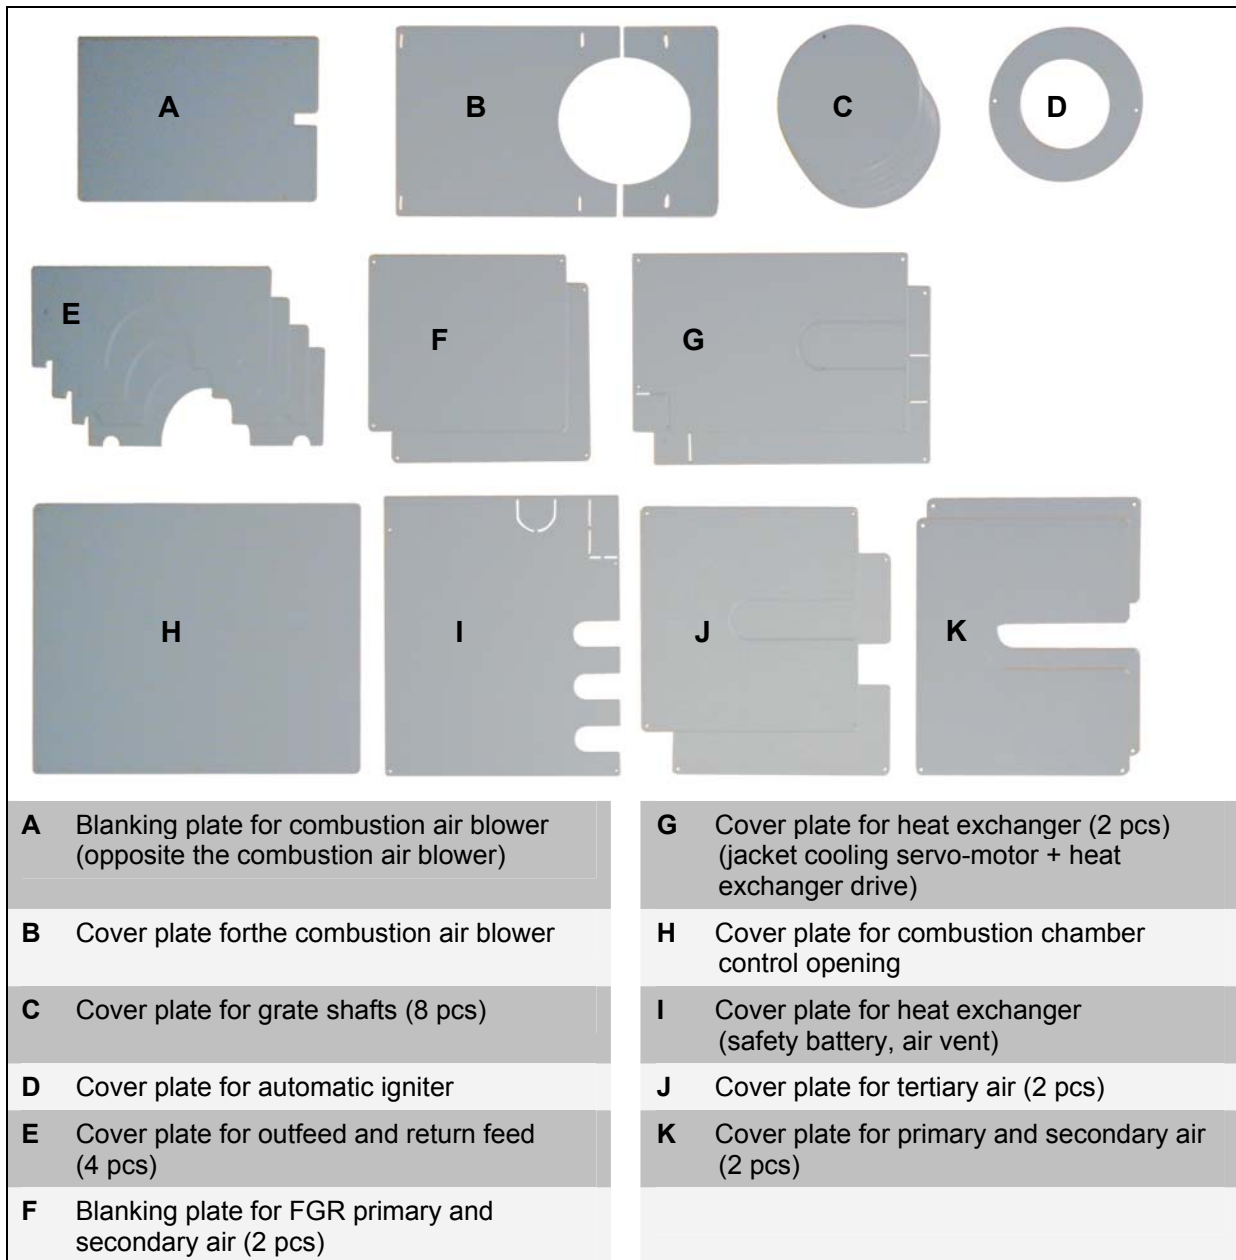 A
B
C
D
E
F
G
H
I
J
K
A Blanking plate for combustion air blower
(opposite the combustion air blower)
B Cover plate forthe combustion air blower
C Cover plate for grate shafts (8 pcs)
D Cover plate for automatic igniter
E Cover plate for outfeed and return feed
(4 pcs)
F Blanking plate for FGR primary and
secondary air (2 pcs)
G Cover plate for heat exchanger (2 pcs)
(jacket cooling servo-motor + heat
exchanger drive)
H Cover plate for combustion chamber
control opening
I Cover plate for heat exchanger
(safety battery, air vent)
J Cover plate for tertiary air (2 pcs)
K Cover plate for primary and secondary air
(2 pcs)